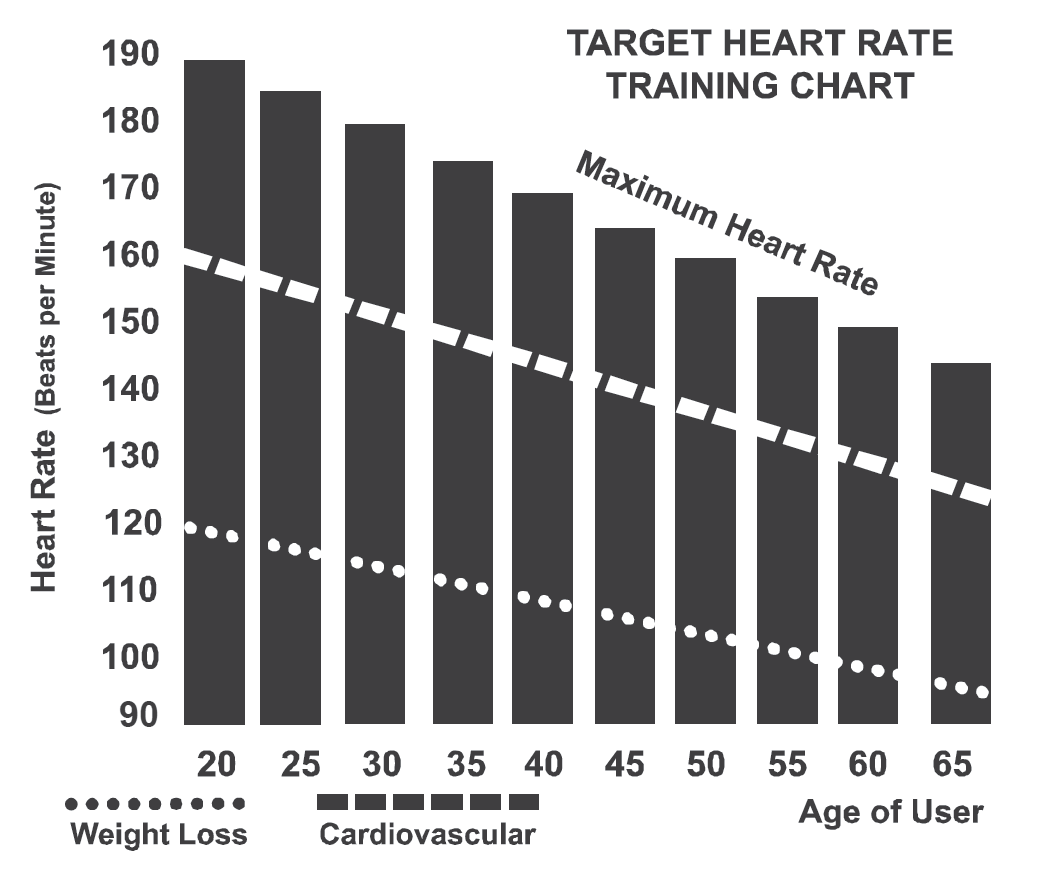 TARGET HEART RATE
TRAINING CHART
Maximum Heart Rate
Heart Rate (Beats per Minute)
190
180
170
160
150
140
130
120
110
100
90
20 25 30 35 40 45 50 55 60 65
Age of User
Weight Loss
Cardiovascular